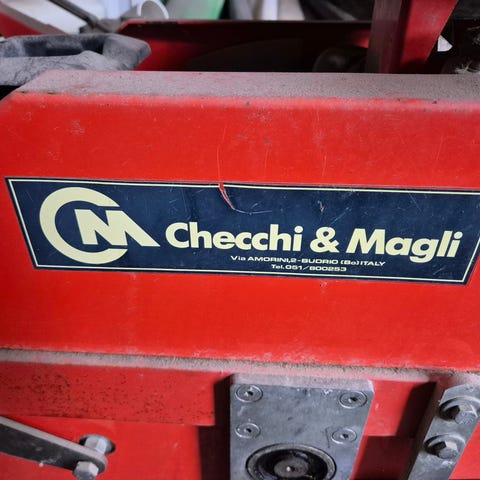 CM Checchi & Magli
Via AMORINI,2-BUDRIO (Bo) ITALY
Tel.051/800253